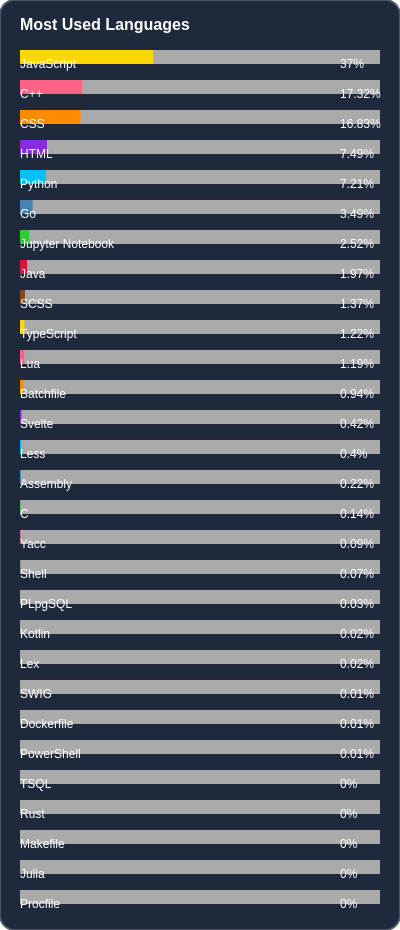 Most Used Languages
JavaScript 37%
C++ 17.32%
CSS 16.83%
HTML 7.49%
Python 7.21%
Go 3.49%
Jupyter Notebook 2.52%
Java 1.97%
SCSS 1.37%
TypeScript 1.22%
Lua 1.19%
Batchfile 0.94%
Svelte 0.42%
Less 0.4%
Assembly 0.22%
C 0.14%
Yacc 0.09%
Shell 0.07%
PLpgSQL 0.03%
Kotlin 0.02%
Lex 0.02%
SWIG 0.01%
Dockerfile 0.01%
PowerShell 0.01%
TSQL 0%
Rust 0%
Makefile 0%
Julia 0%
Procfile 0%